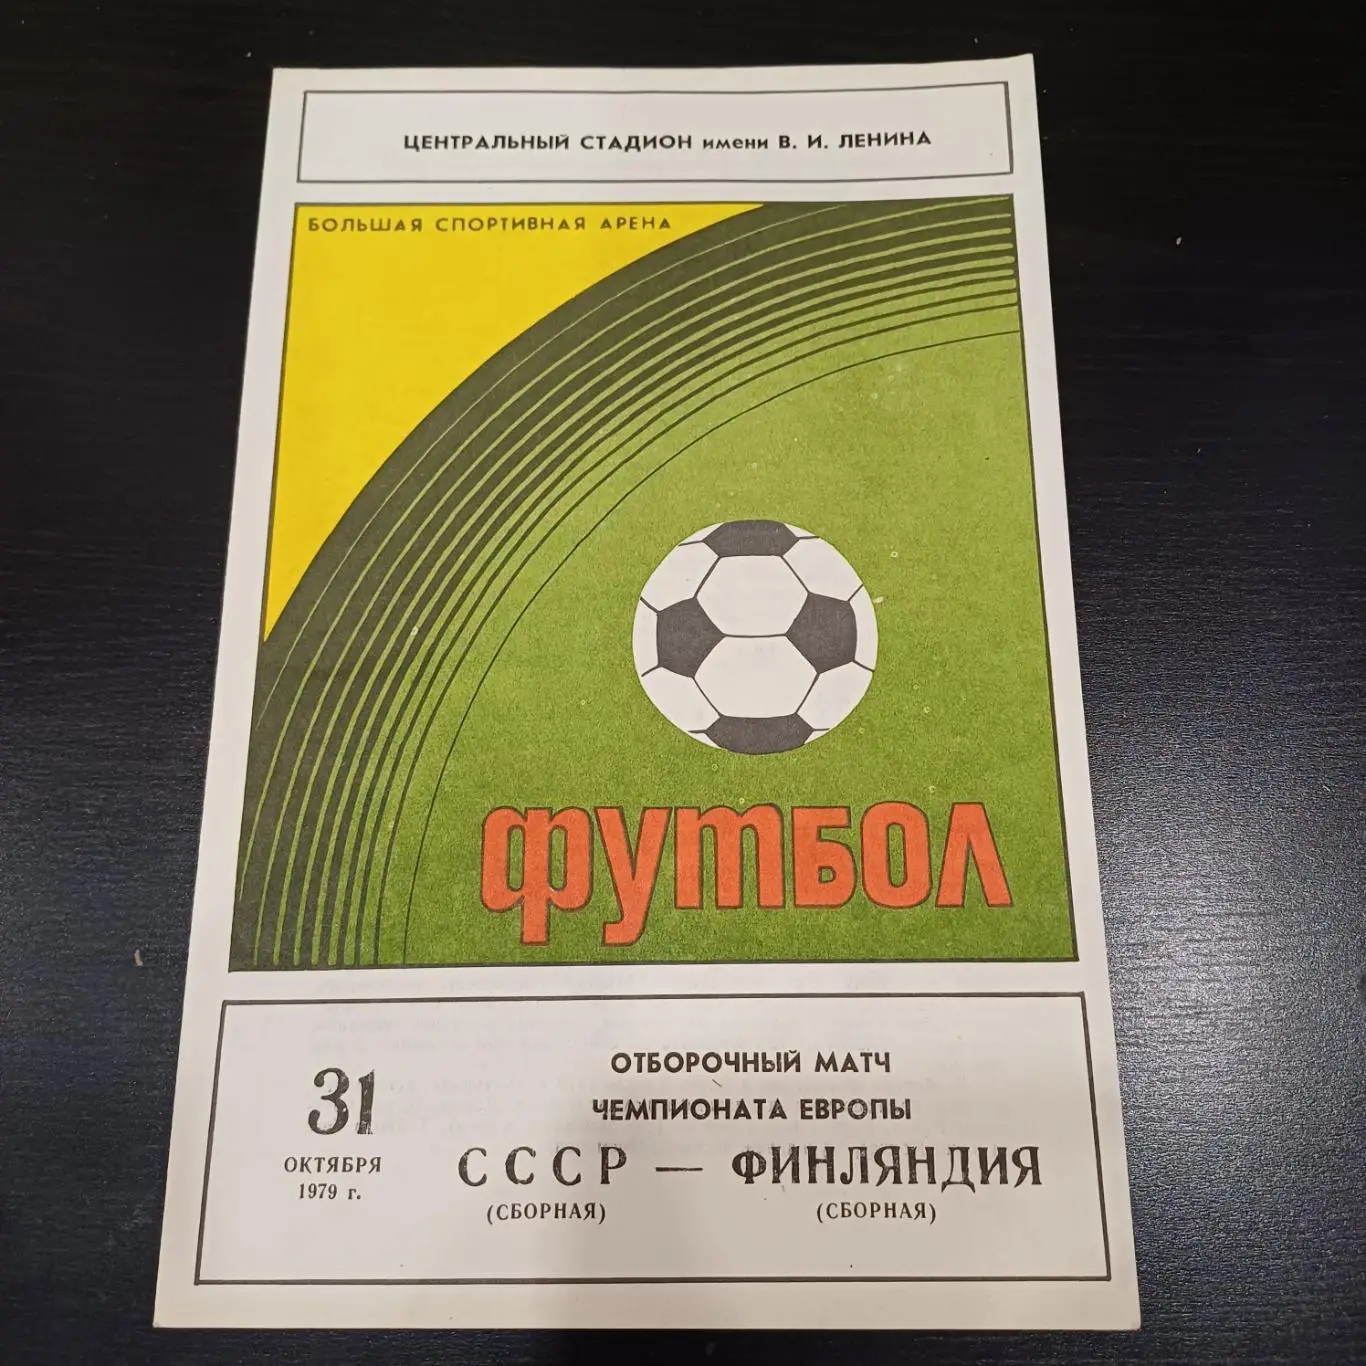 ЦЕНТРАЛЬНЫЙ СТАДИОН имени В. И. ЛЕНИНА
БОЛЬШАЯ СПОРТИВНАЯ АРЕНА
ФУТБОЛ
31
ОКТЯБРЯ
1979 г.
ОТБОРОЧНЫЙ МАТЧ
ЧЕМПИОНАТА ЕВРОПЫ
СССР — ФИНЛЯНДИЯ
(СБОРНАЯ) (СБОРНАЯ)